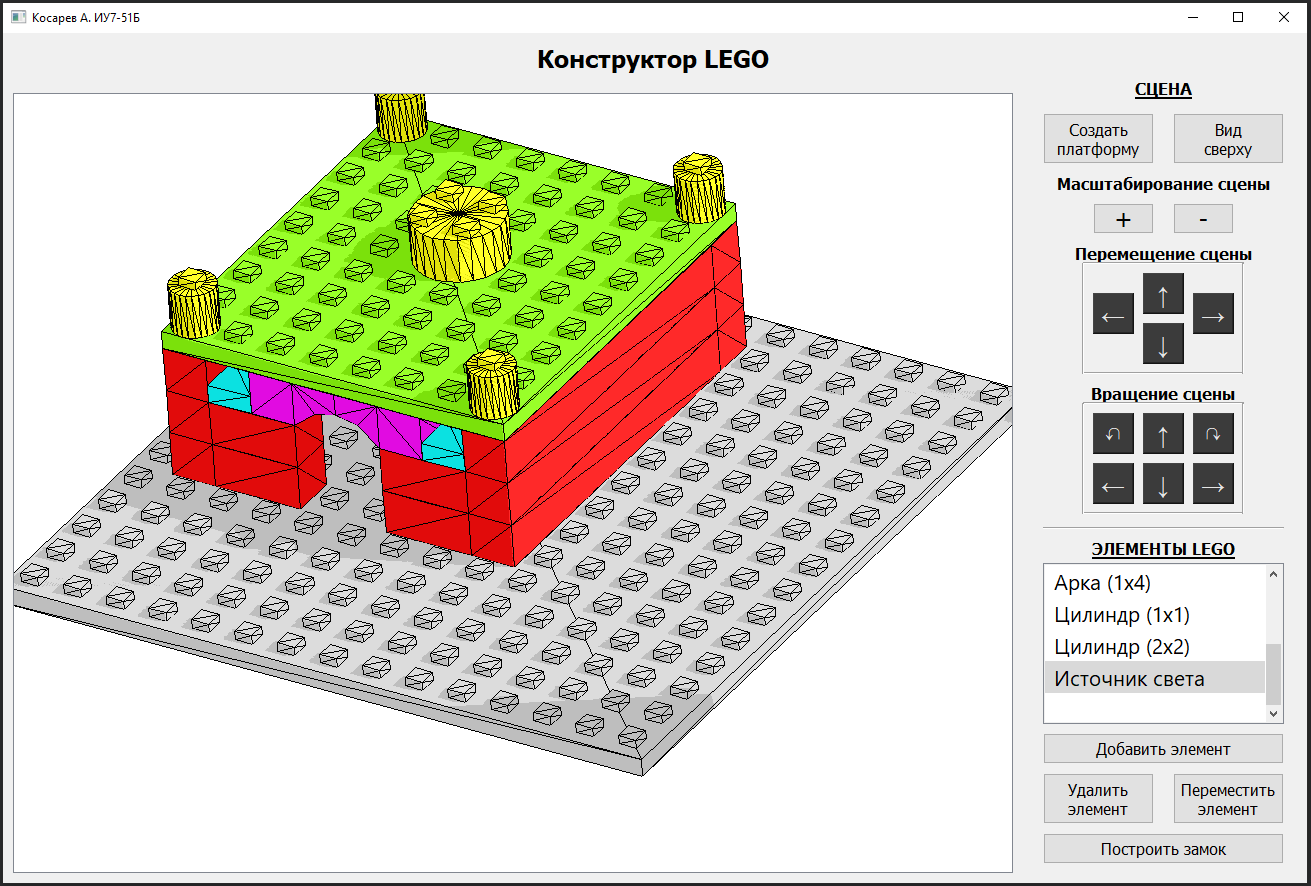 Косарев А. ИУ7-51Б
Конструктор LEGO
СЦЕНА
Создать
платформу
Вид
сверху
Масштабирование сцены
+
-
Перемещение сцены
↑
←
→
↓
Вращение сцены
↑
←
↓
→
ЭЛЕМЕНТЫ LEGO
Арка (1x4)
Цилиндр (1x1)
Цилиндр (2x2)
Источник света
Добавить элемент
Удалить
элемент
Переместить
элемент
Построить замок